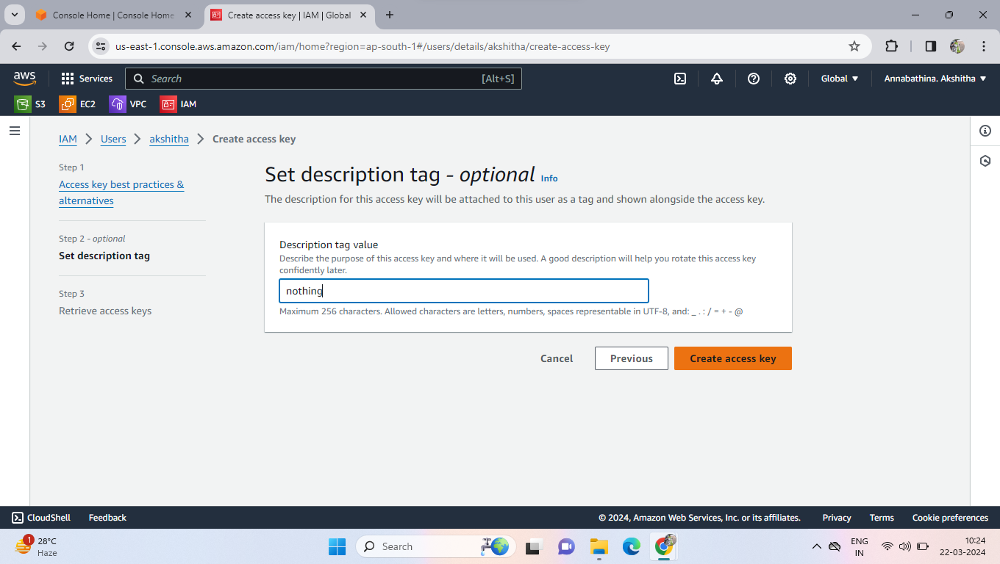 Console Home | Console Home
Create access key | IAM | Global
us-east-1.console.aws.amazon.com/iam/home?region=ap-south-1#/users/details/akshitha/create-access-key
aws
Services
Search
[Alt+S]
Global
Annabathina. Akshitha
S3
EC2
VPC
IAM
IAM > Users > akshitha > Create access key
Step 1
Access key best practices &
alternatives
Step 2 - optional
Set description tag
Step 3
Retrieve access keys
Set description tag - optional Info
The description for this access key will be attached to this user as a tag and shown alongside the access key.
Description tag value
Describe the purpose of this access key and where it will be used. A good description will help you rotate this access key
confidently later.
nothing
Maximum 256 characters. Allowed characters are letters, numbers, spaces representable in UTF-8, and: _ . : / = + - @
Cancel
Previous
Create access key
CloudShell
Feedback
© 2024, Amazon Web Services, Inc. or its affiliates.
Privacy
Terms
Cookie preferences
1
28°C
Haze
Search
ENG
IN
10:24
22-03-2024